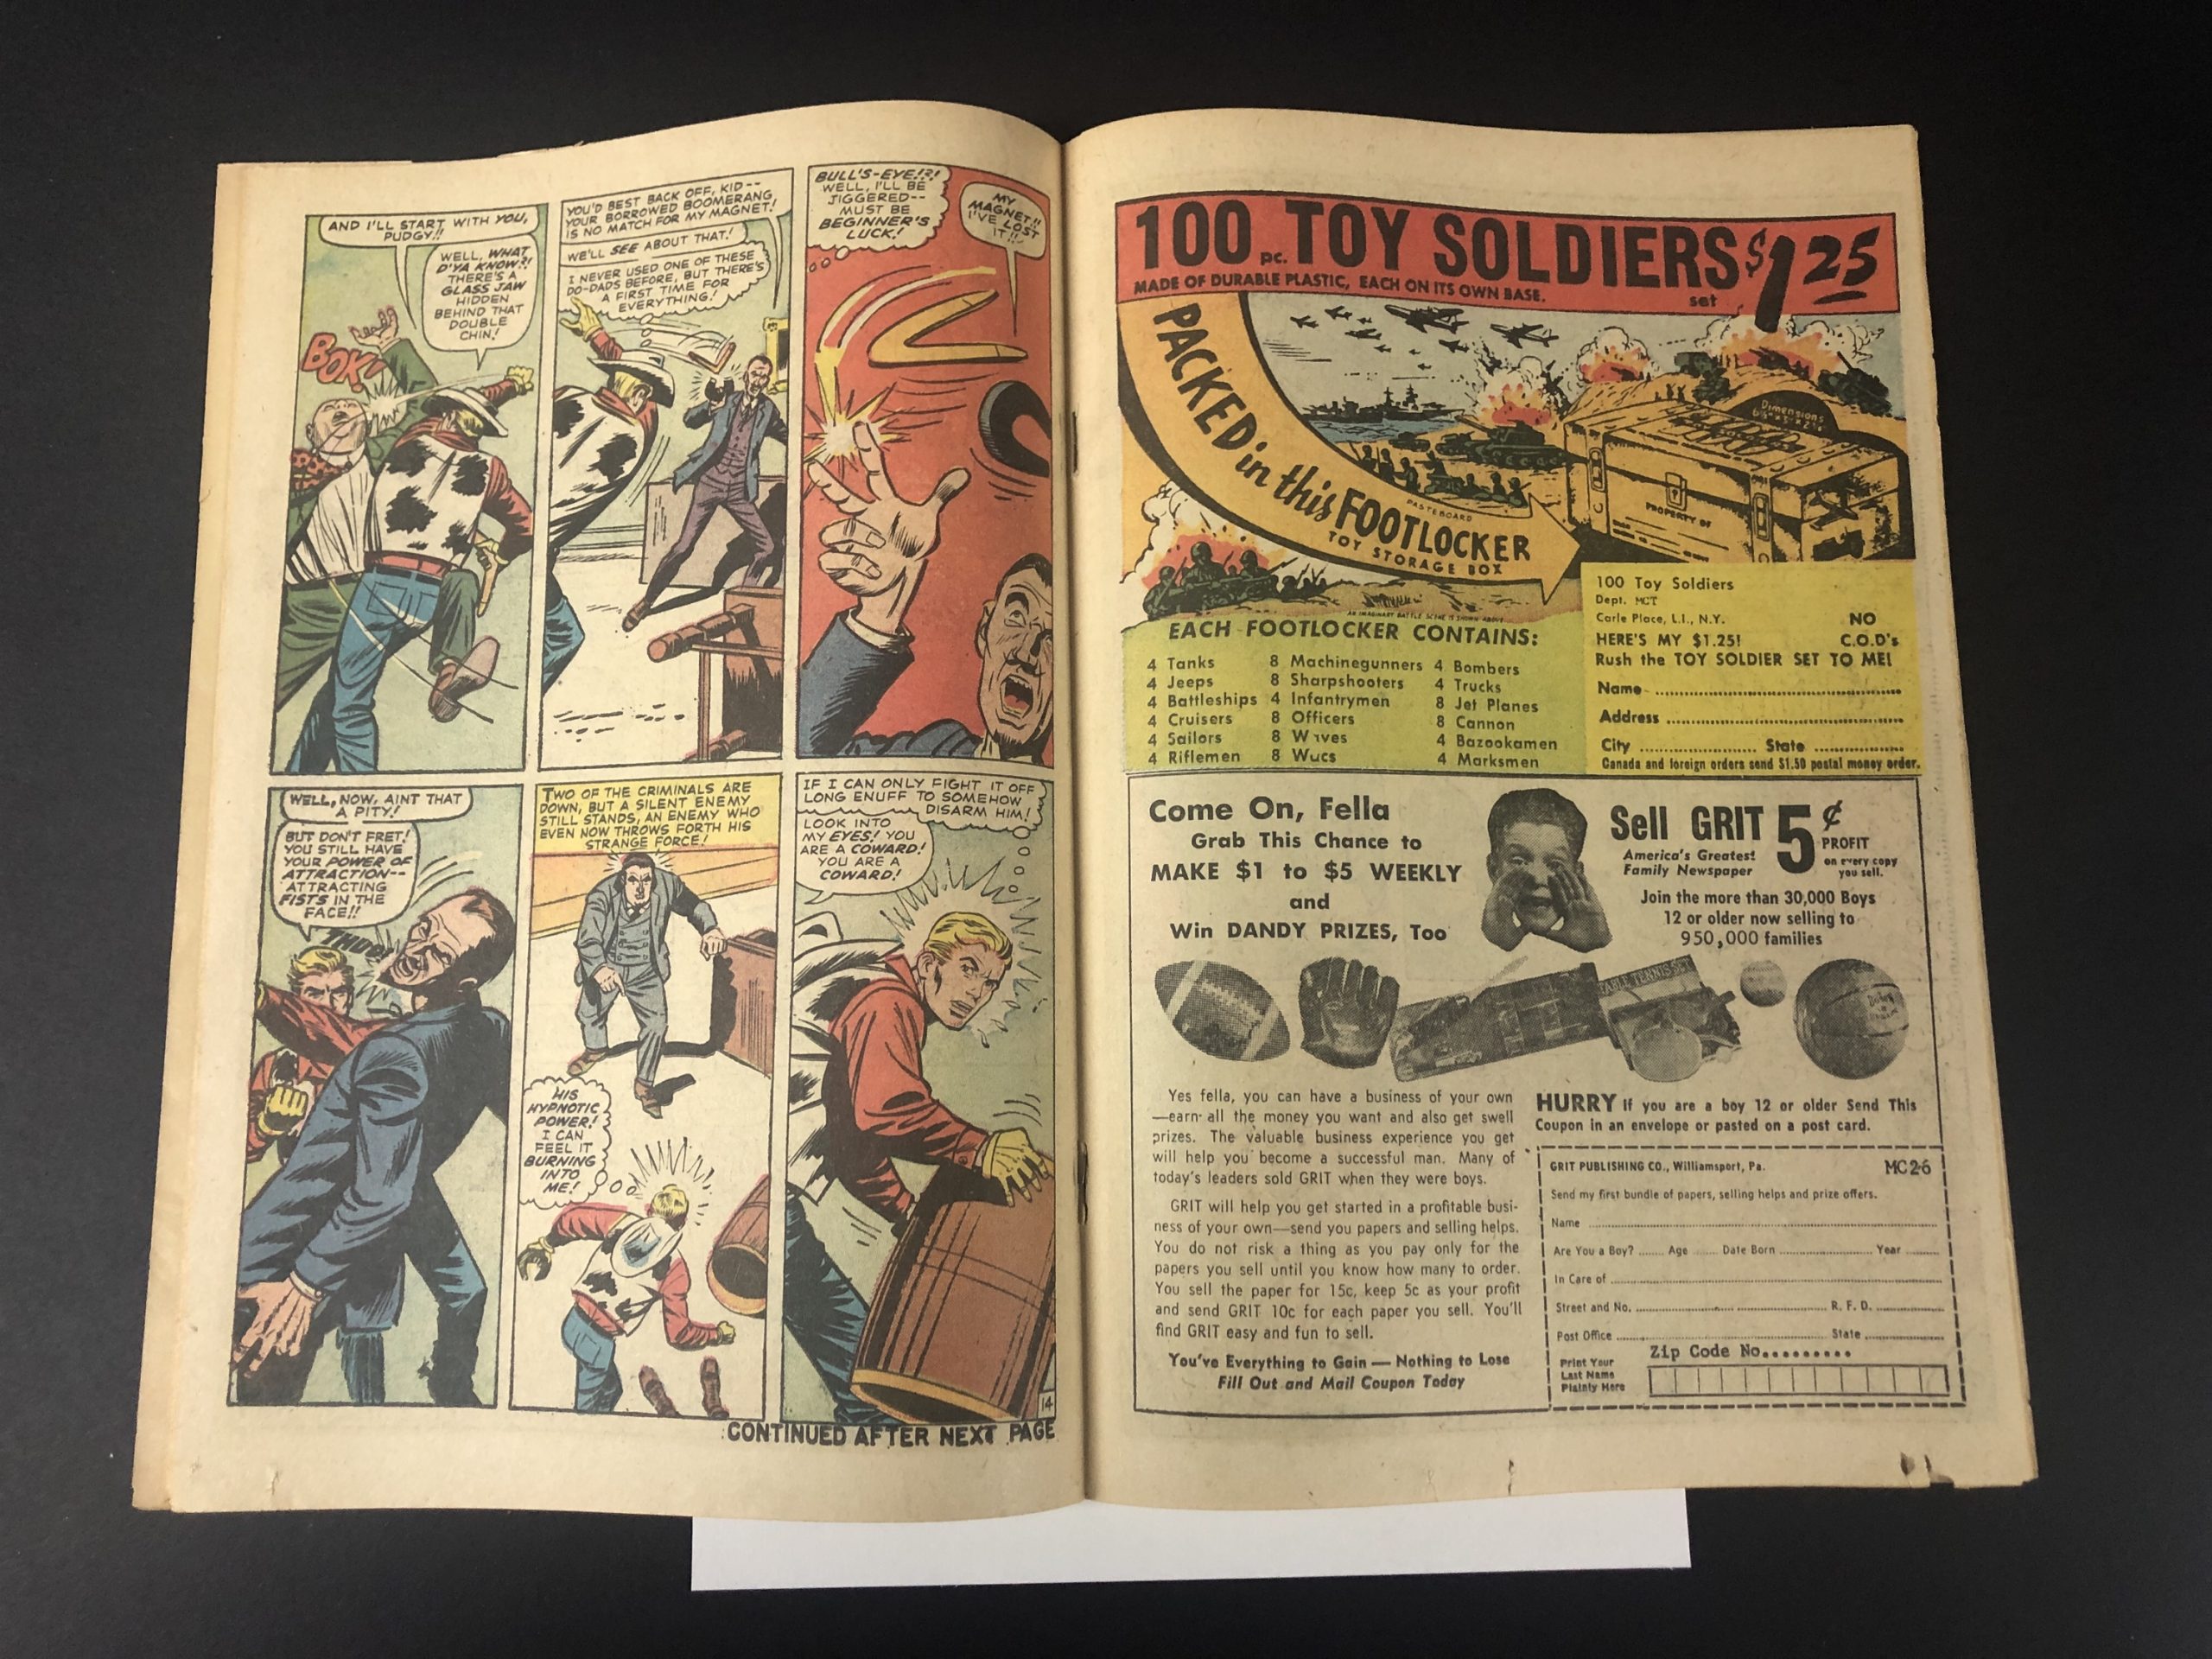 AND I'LL START WITH YOU,
PUDGY!!
WELL, WHAT
D'YA KNOW?!
THERE'S A
GLASS JAW
HIDDEN
BEHIND THAT
DOUBLE
CHIN!
BOK!
YOU'D BEST BACK OFF, KID--
YOUR BORROWED BOOMERANG
IS NO MATCH FOR MY MAGNET!
WE'LL SEE ABOUT THAT!
I NEVER USED ONE OF THESE
DO-DADS BEFORE, BUT THERE'S
A FIRST TIME FOR
EVERYTHING!
BULL'S-EYE!?!
WELL, I'LL BE
JIGGERED--
MUST BE
BEGINNER'S
LUCK!
MY
MAGNET!!
I'VE LOST
IT!!
WELL, NOW, AINT THAT
A PITY!
BUT DON'T FRET!
YOU STILL HAVE
YOUR POWER OF
ATTRACTION--
ATTRACTING
FISTS IN THE
FACE!!
TWO OF THE CRIMINALS ARE
DOWN, BUT A SILENT ENEMY
STILL STANDS, AN ENEMY WHO
EVEN NOW THROWS FORTH HIS
STRANGE FORCE!
HIS
HYPNOTIC
POWER!
I CAN
FEEL IT
BURNING
INTO
ME!
IF I CAN ONLY FIGHT IT OFF
LONG ENUFF TO SOMEHOW
DISARM HIM!
LOOK INTO
MY EYES! YOU
ARE A COWARD!
YOU ARE A
COWARD!
14
CONTINUED AFTER NEXT PAGE
100 pc. TOY SOLDIERS $1 25
MADE OF DURABLE PLASTIC, EACH ON ITS OWN BASE. set
PACKED in this FOOTLOCKER
PASTEBOARD
TOY STORAGE BOX
Dimensions
PROPERTY OF
AN IMAGINARY BATTLE SCENE IS SHOWN ABOVE
EACH FOOTLOCKER CONTAINS:
4 Tanks 8 Machinegunners 4 Bombers
4 Jeeps 8 Sharpshooters 4 Trucks
4 Battleships 4 Infantrymen 8 Jet Planes
4 Cruisers 8 Officers 8 Cannon
4 Sailors 8 Waves 4 Bazookamen
4 Riflemen 8 Wacs 4 Marksmen
100 Toy Soldiers
Dept. MCT
Carle Place, L.I., N.Y. NO
HERE'S MY $1.25! C.O.D's
Rush the TOY SOLDIER SET TO ME!
Name
Address
City State
Canada and foreign orders send $1.50 postal money order.
Come On, Fella
Grab This Chance to
MAKE $1 to $5 WEEKLY
and
Win DANDY PRIZES, Too
Sell GRIT 5¢
PROFIT
on every copy
you sell.
America's Greatest
Family Newspaper
Join the more than 30,000 Boys
12 or older now selling to
950,000 families
TABLE TENNIS SET
Yes fella, you can have a business of your own
—earn all the money you want and also get swell
prizes. The valuable business experience you get
will help you become a successful man. Many of
today's leaders sold GRIT when they were boys.
GRIT will help you get started in a profitable busi-
ness of your own—send you papers and selling helps.
You do not risk a thing as you pay only for the
papers you sell until you know how many to order.
You sell the paper for 15c, keep 5c as your profit
and send GRIT 10c for each paper you sell. You'll
find GRIT easy and fun to sell.
You've Everything to Gain — Nothing to Lose
Fill Out and Mail Coupon Today
HURRY If you are a boy 12 or older Send This
Coupon in an envelope or pasted on a post card.
GRIT PUBLISHING CO., Williamsport, Pa. MC 2-6
Send my first bundle of papers, selling helps and prize offers.
Name
Are You a Boy? Age Date Born Year
In Care of
Street and No. R. F. D.
Post Office State
Zip Code No.
Print Your
Last Name
Plainly Here